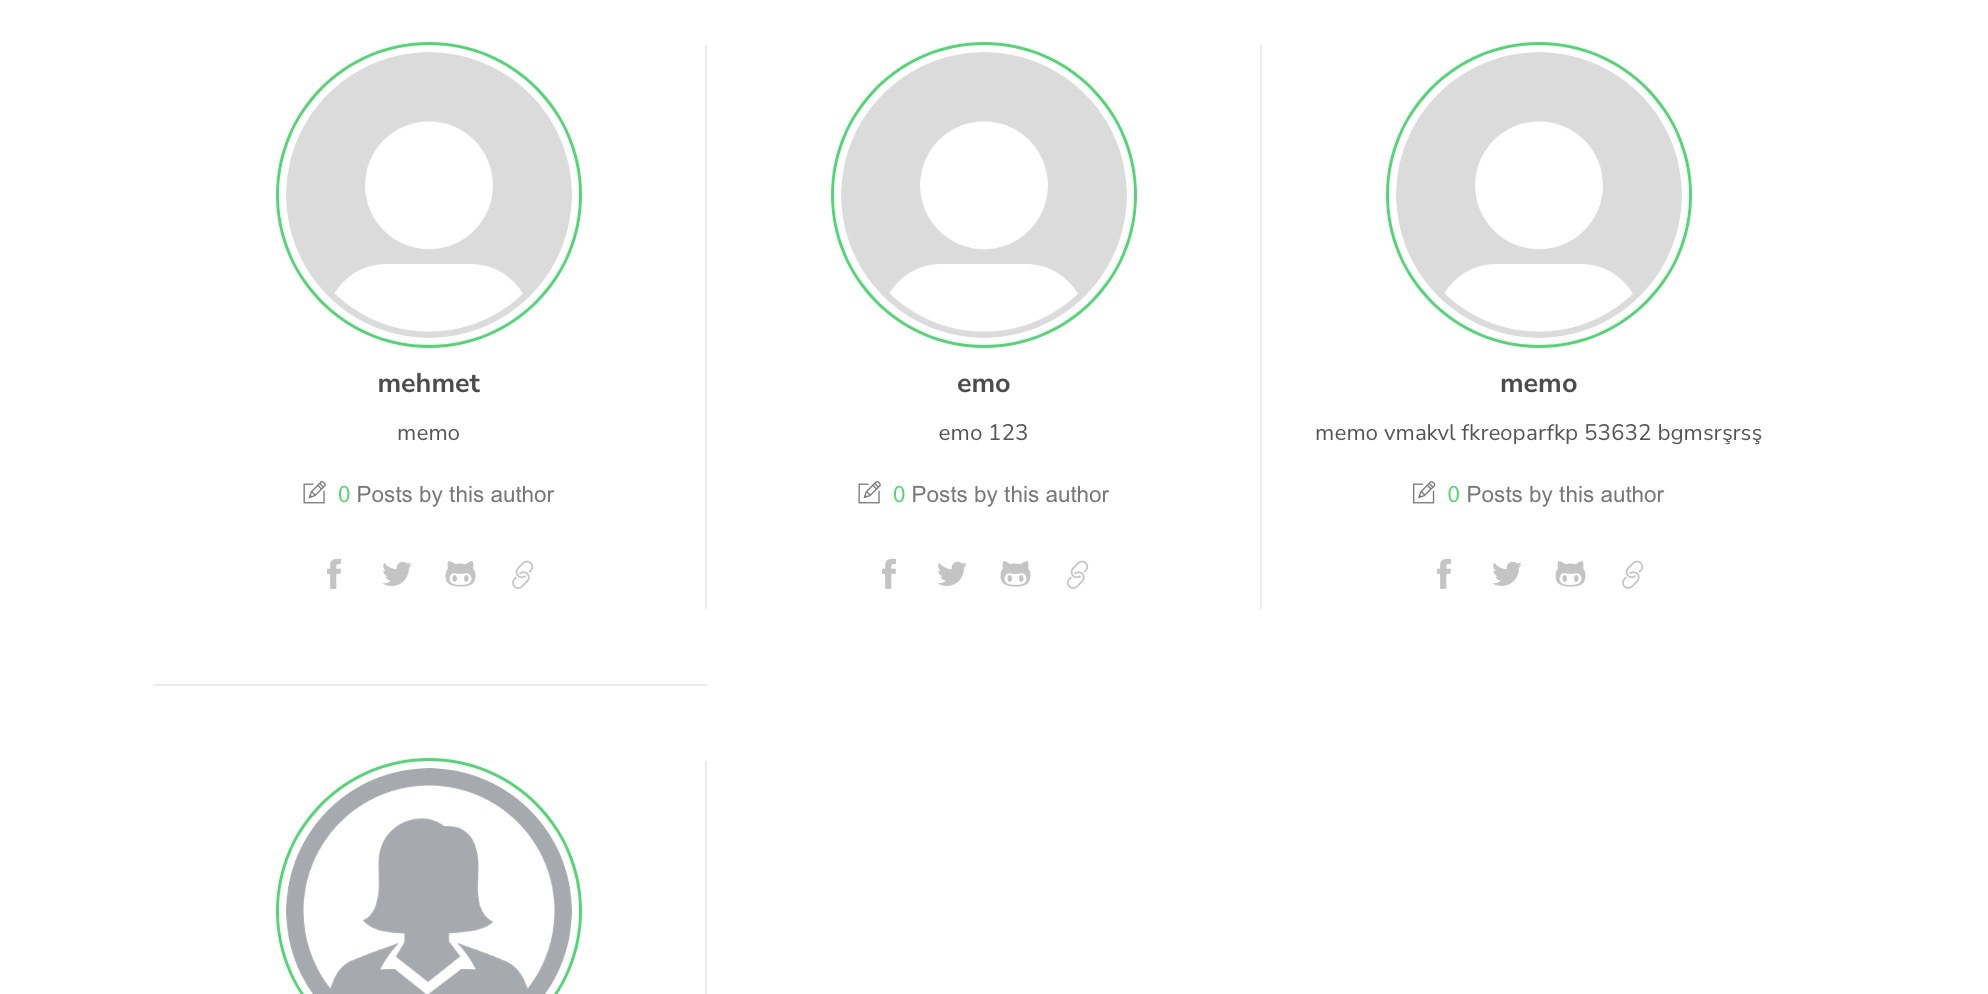 mehmet
memo
0 Posts by this author
emo
emo 123
0 Posts by this author
memo
memo vmakvl fkreoparfkp 53632 bgmsrşrsş
0 Posts by this author